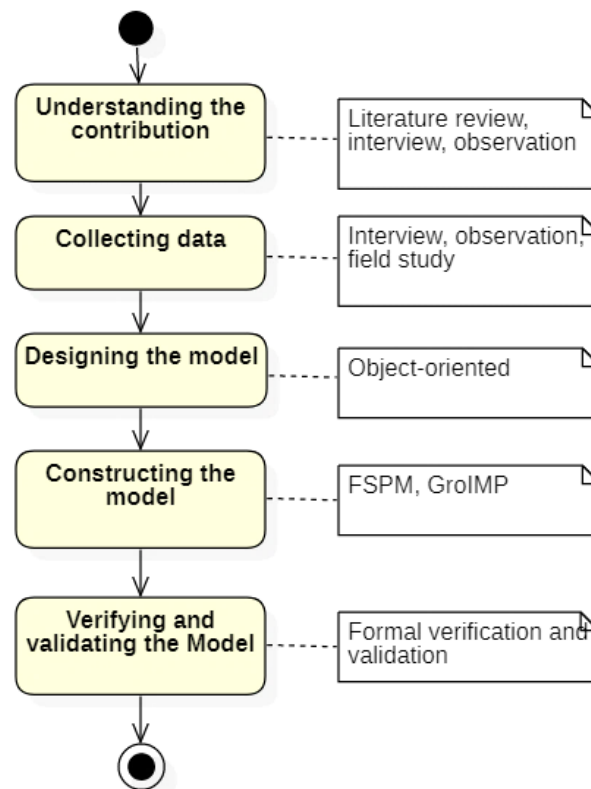 Understanding the
contribution
Literature review,
interview, observation
Collecting data
Interview, observation,
field study
Designing the model
Object-oriented
Constructing the
model
FSPM, GroIMP
Verifying and
validating the Model
Formal verification and
validation